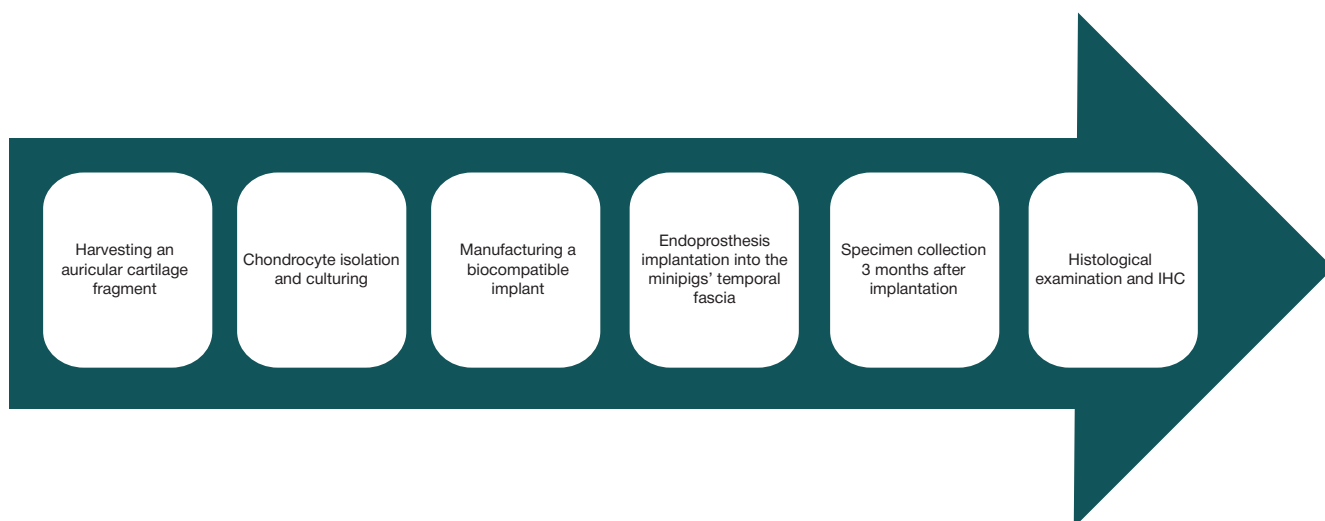 Harvesting an
auricular cartilage
fragment
Chondrocyte isolation
and culturing
Manufacturing a
biocompatible
implant
Endoprosthesis
implantation into the
minipigs’ temporal
fascia
Specimen collection
3 months after
implantation
Histological
examination and IHC